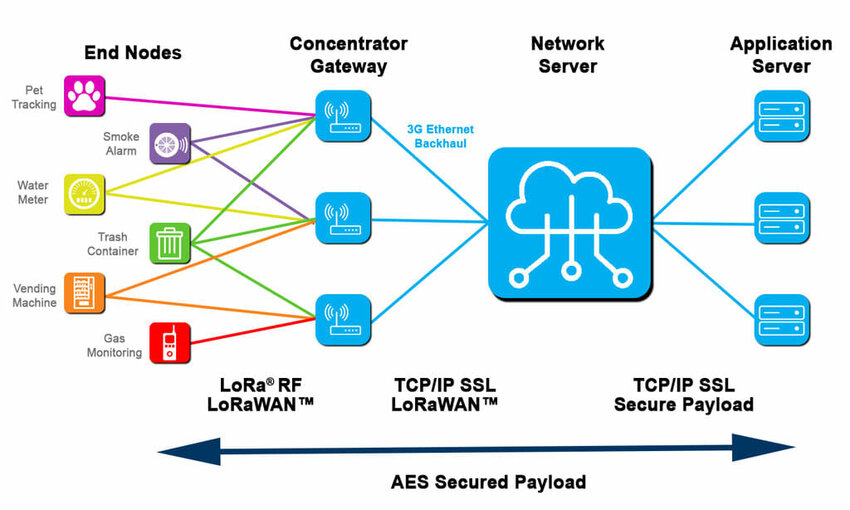 End Nodes
Concentrator
Gateway
Network
Server
Application
Server
Pet
Tracking
Smoke
Alarm
3G Ethernet
Backhaul
Water
Meter
Trash
Container
Vending
Machine
Gas
Monitoring
LoRa® RF
LoRaWAN™
TCP/IP SSL
LoRaWAN™
TCP/IP SSL
Secure Payload
AES Secured Payload